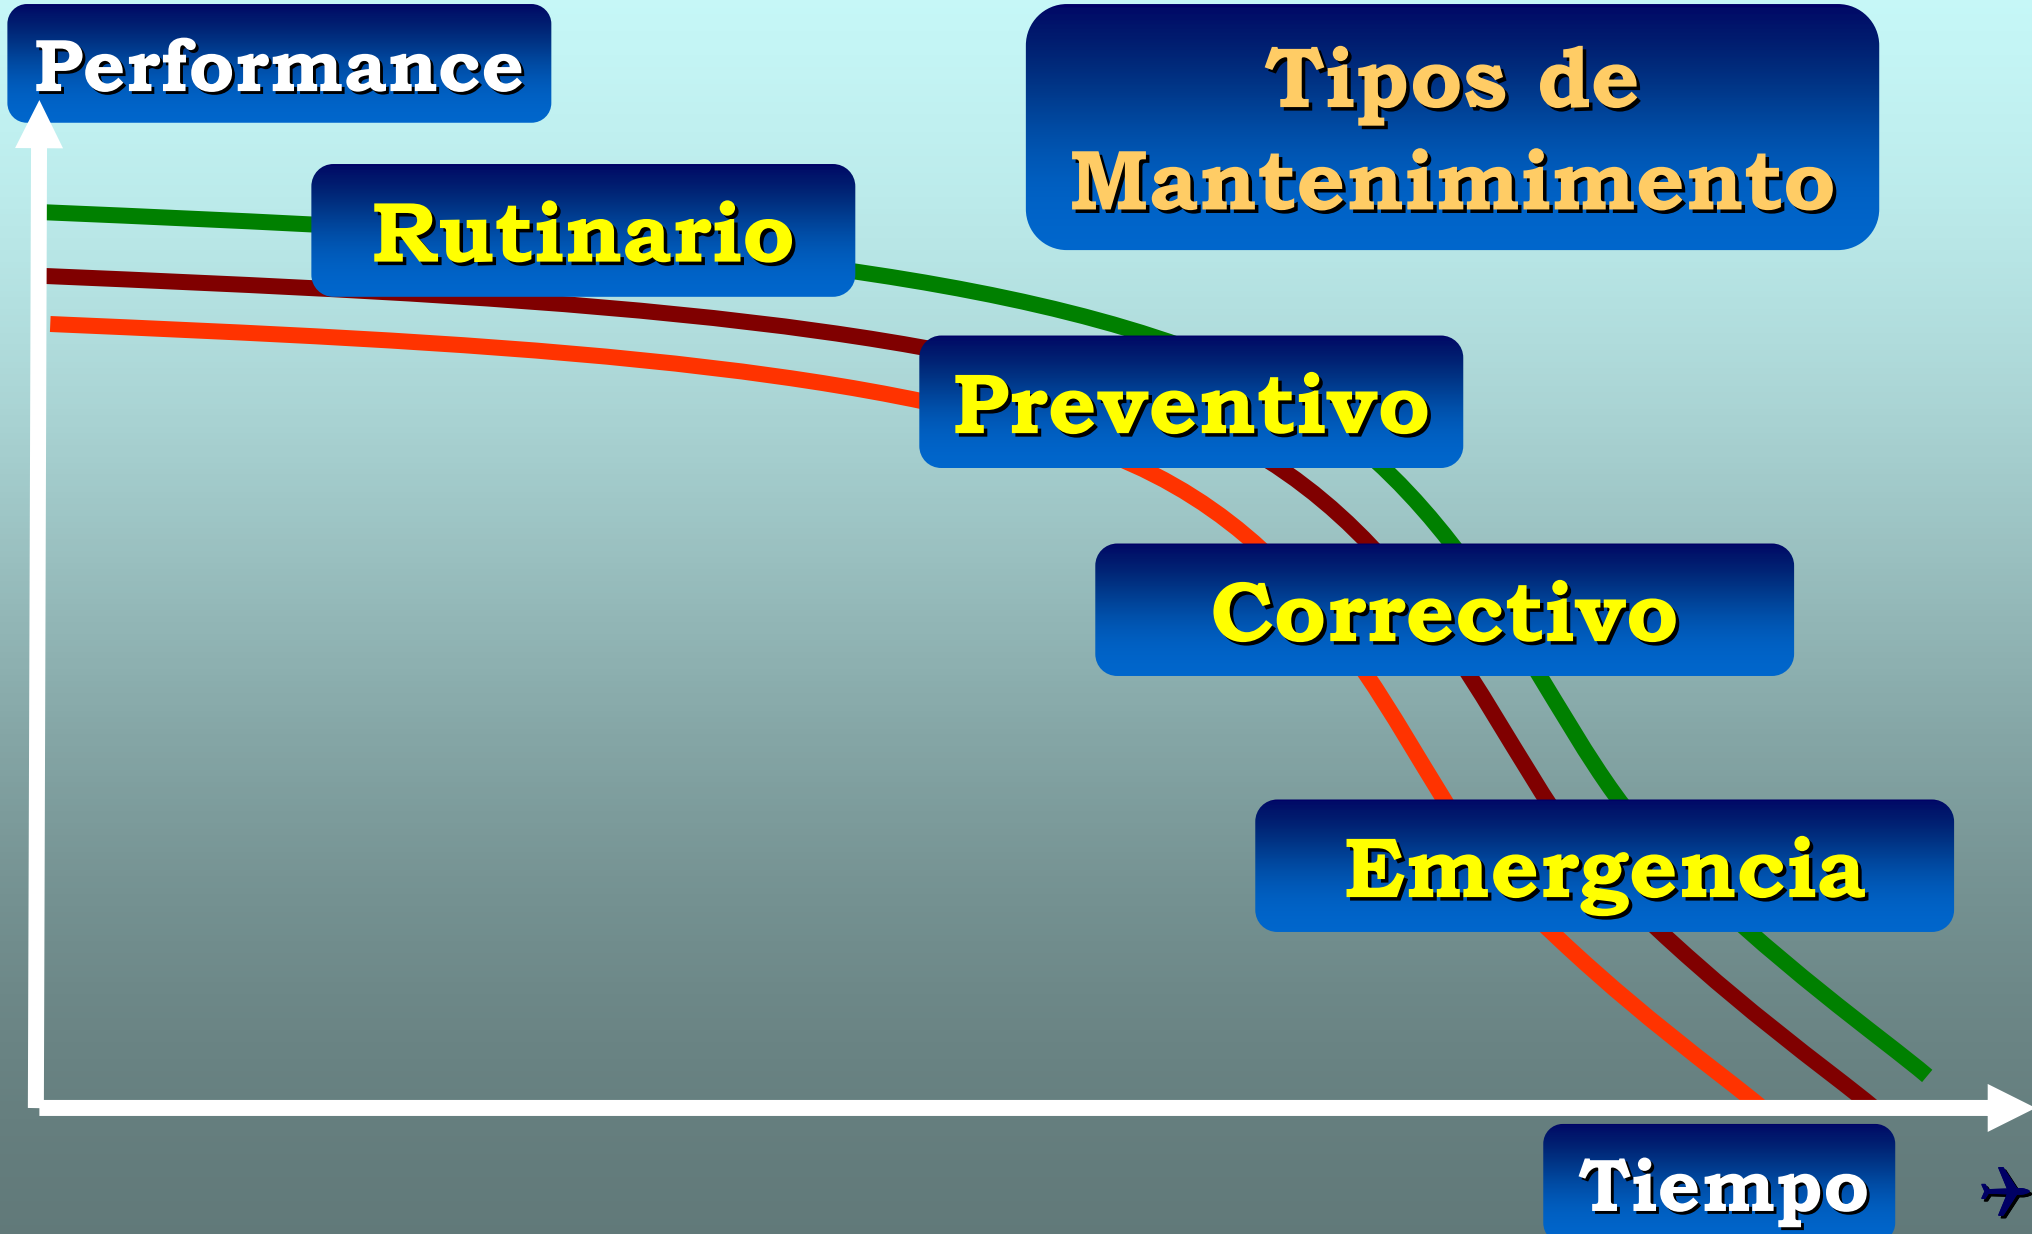 Performance
Tipos de
Mantenimimento
Rutinario
Preventivo
Correctivo
Emergencia
Tiempo